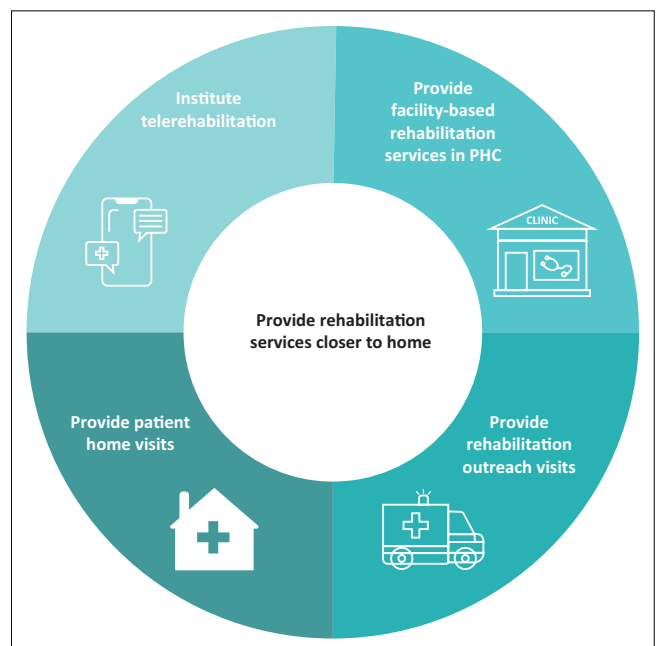 Institute
telerehabilitation
Provide
facility-based
rehabilitation
services in PHC
CLINIC
Provide rehabilitation
services closer to home
Provide patient
home visits
Provide
rehabilitation
outreach visits